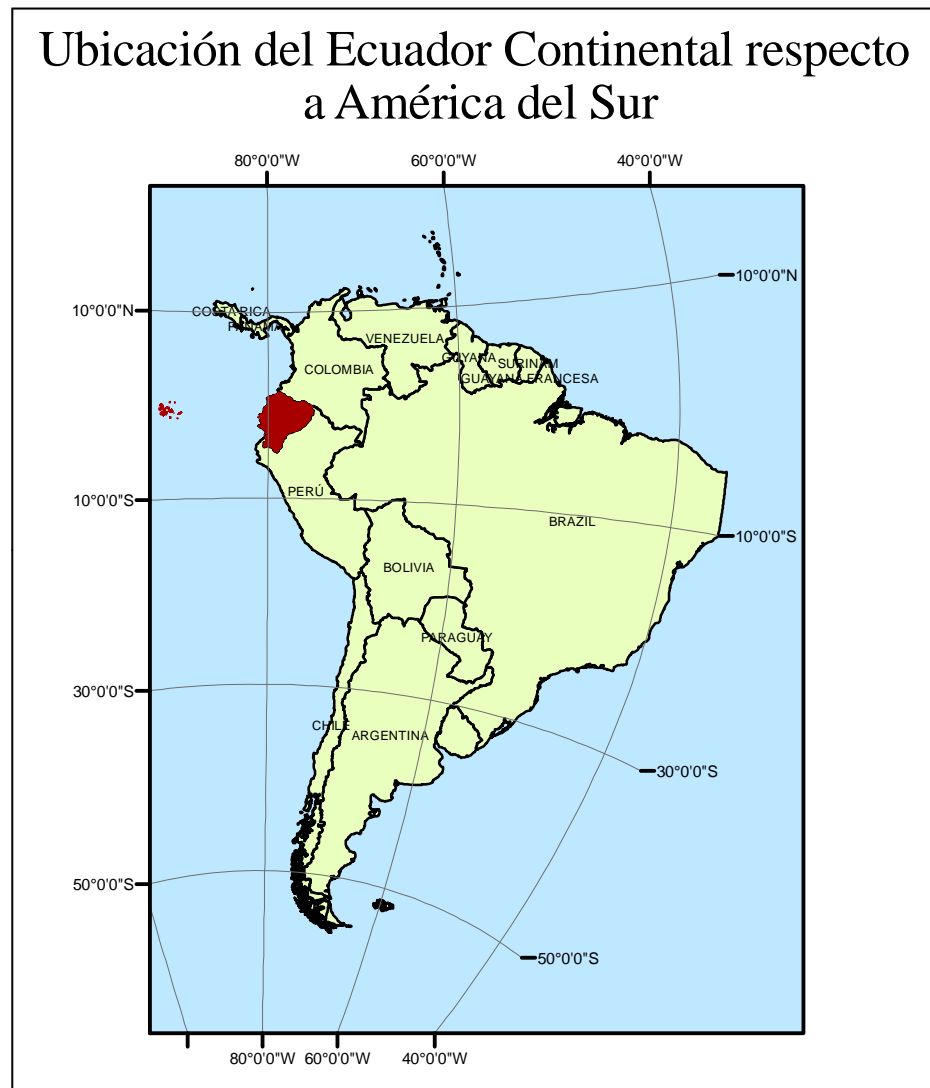 Ubicación del Ecuador Continental respecto
a América del Sur
80°0'0"W 60°0'0"W 40°0'0"W
10°0'0"N
10°0'0"N
COSTA RICA
PANAMA
VENEZUELA
GUYANA
SURINAM
COLOMBIA
GUAYANA FRANCESA
PERÚ
10°0'0"S
BRAZIL
10°0'0"S
BOLIVIA
PARAGUAY
30°0'0"S
CHILE
ARGENTINA
30°0'0"S
50°0'0"S
50°0'0"S
80°0'0"W 60°0'0"W 40°0'0"W